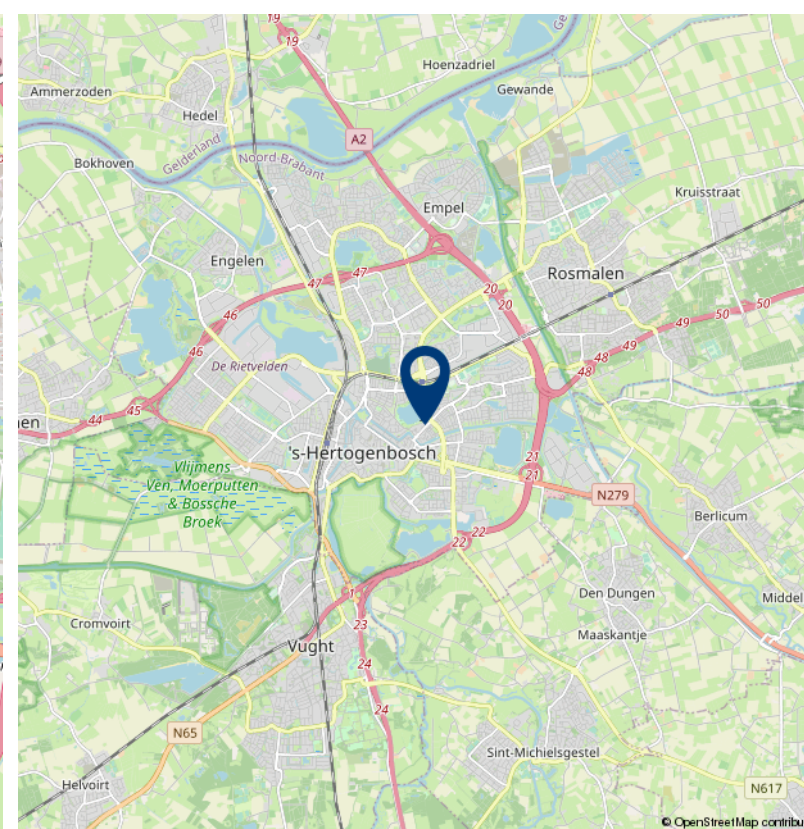 19
19
Hoenzadriel
Ammerzoden
Gewande
Hedel
A2
Gelderland
Noord-Brabant
Bokhoven
Kruisstraat
Empel
Engelen
Rosmalen
47
47
20
20
50
50
46
49
46
48
De Rietvelden
48
45
44
's-Hertogenbosch
21
21
Vlijmens
Ven, Moerputten
& Bossche
Broek
N279
Berlicum
22
22
Den Dungen
Middel
Cromvoirt
23
Maaskantje
Vught
24
24
N65
Sint-Michielsgestel
Helvoirt
N617
© OpenStreetMap contribu